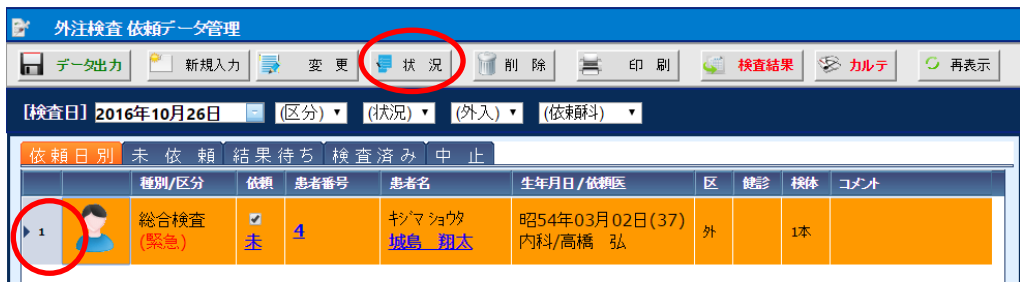 外注検査 依頼データ管理
データ出力 新規入力 変 更 状 況 削 除 印 刷 検査結果 カルテ 再表示
[検査日] 2016年10月26日 (区分) (状況) (外入) (依頼科)
依頼日別 未 依 頼 結果待ち 検査済み 中 止
種別/区分 依頼 患者番号 患者名 生年月日/依頼医 区 健診 検体 コメント
1 総合検査 4 キジマ ショウタ 昭54年03月02日(37) 外 1本
(緊急) 未 城島 翔太 内科/高橋 弘